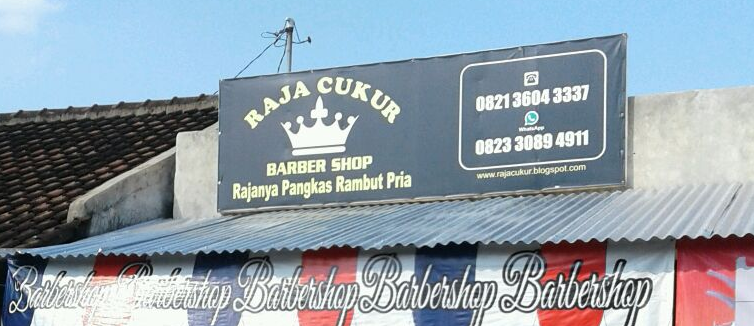 RAJA CUKUR
BARBER SHOP
Rajanya Pangkas Rambut Pria
0821 3604 3337
WhatsApp
0823 3089 4911
www.rajacukur.blogspot.com
Barbershop Barbershop Barbershop Barbershop Barbershop